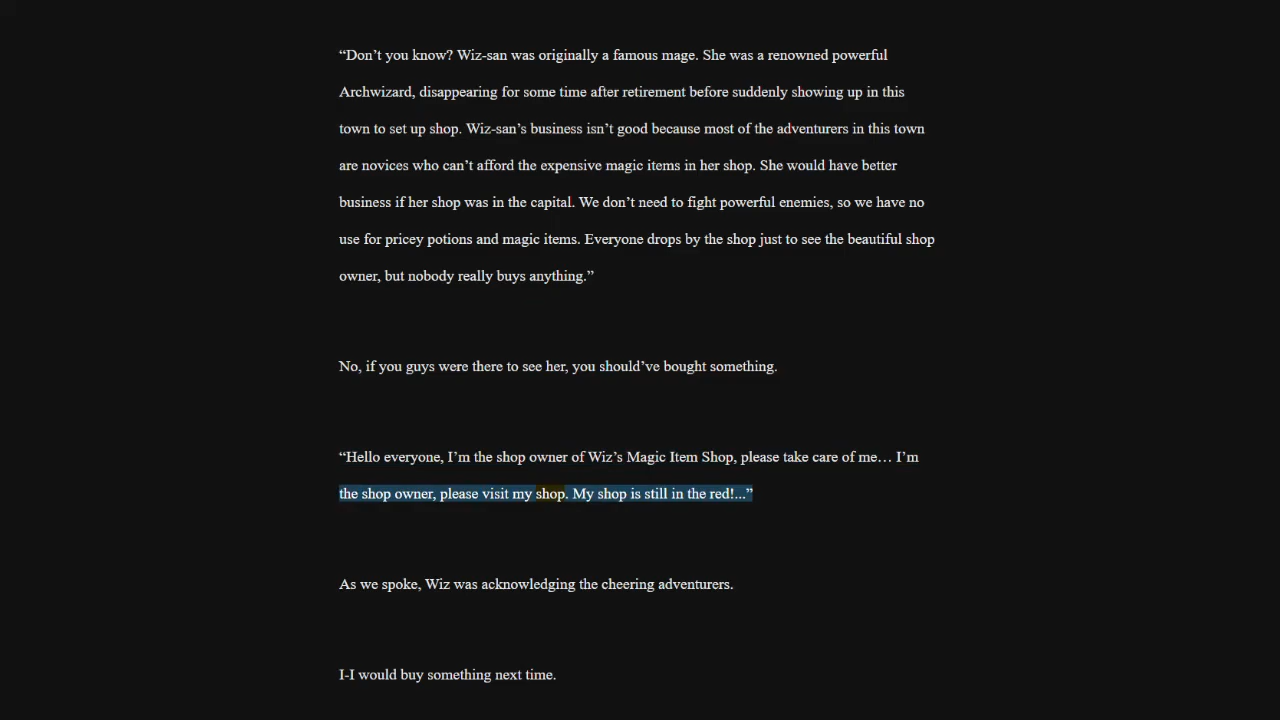 “Don’t you know? Wiz-san was originally a famous mage. She was a renowned powerful
Archwizard, disappearing for some time after retirement before suddenly showing up in this
town to set up shop. Wiz-san’s business isn’t good because most of the adventurers in this town
are novices who can’t afford the expensive magic items in her shop. She would have better
business if her shop was in the capital. We don’t need to fight powerful enemies, so we have no
use for pricey potions and magic items. Everyone drops by the shop just to see the beautiful shop
owner, but nobody really buys anything.”
No, if you guys were there to see her, you should’ve bought something.
“Hello everyone, I’m the shop owner of Wiz’s Magic Item Shop, please take care of me… I’m
the shop owner, please visit my shop. My shop is still in the red!...”
As we spoke, Wiz was acknowledging the cheering adventurers.
I-I would buy something next time.